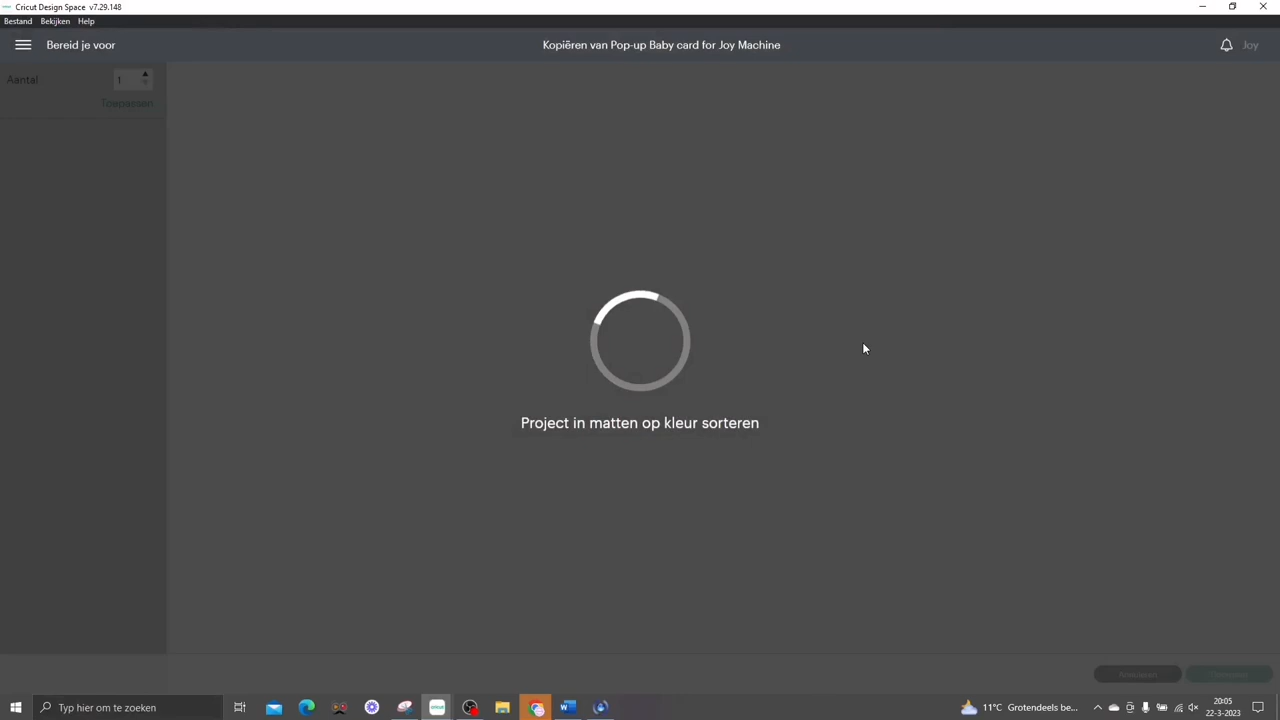 Cricut Design Space v7.29.148
Bestand Bekijken Help
Bereid je voor
Kopiëren van Pop-up Baby card for Joy Machine
Joy
Aantal
1
Toepassen
Project in matten op kleur sorteren
Annuleren
Typ hier om te zoeken
cricut
11°C Grotendeels be...
20:05
22-3-2023